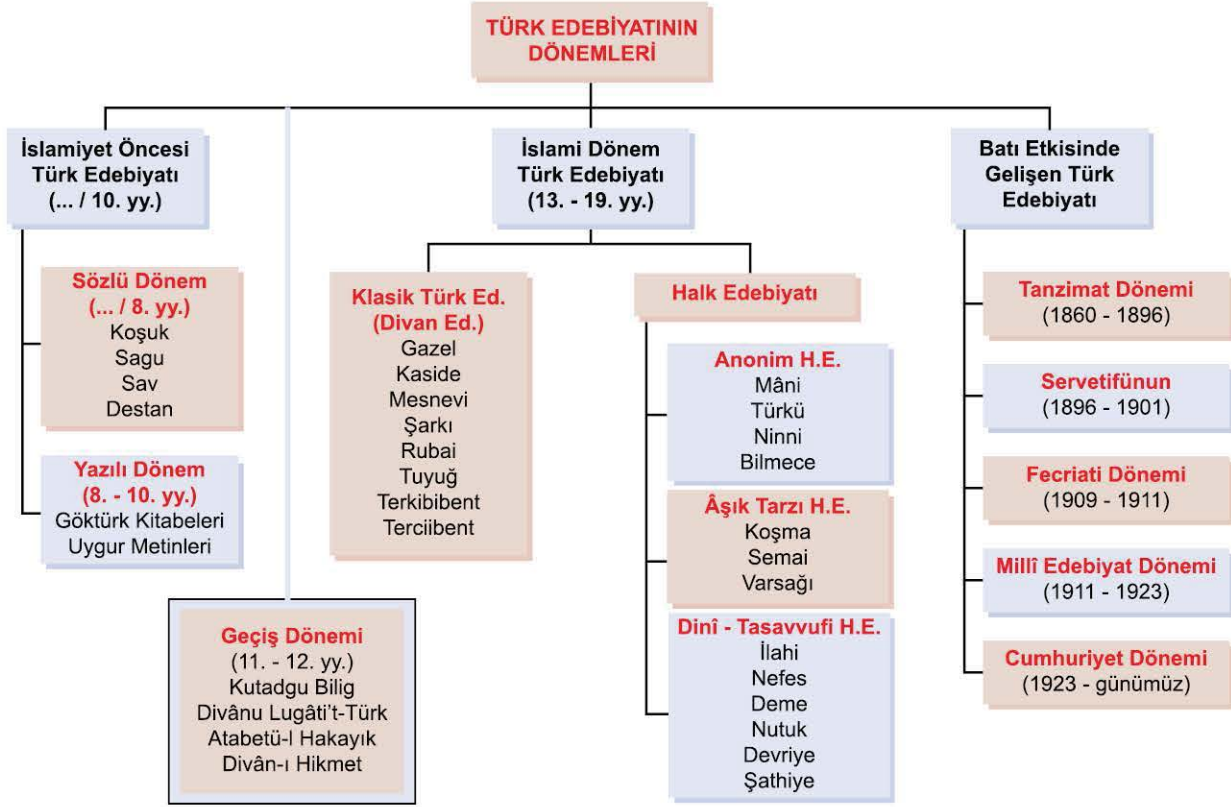 TÜRK EDEBİYATININ
DÖNEMLERİ
İslamiyet Öncesi
Türk Edebiyatı
(... / 10. yy.)
Sözlü Dönem
(... / 8. yy.)
Koşuk
Sagu
Sav
Destan
Yazılı Dönem
(8. - 10. yy.)
Göktürk Kitabeleri
Uygur Metinleri
Geçiş Dönemi
(11. - 12. yy.)
Kutadgu Bilig
Divânu Lugâti't-Türk
Atabetü-l Hakayık
Divân-ı Hikmet
İslami Dönem
Türk Edebiyatı
(13. - 19. yy.)
Klasik Türk Ed.
(Divan Ed.)
Gazel
Kaside
Mesnevi
Şarkı
Rubai
Tuyuğ
Terkibibent
Terciibent
Halk Edebiyatı
Anonim H.E.
Mâni
Türkü
Ninni
Bilmece
Âşık Tarzı H.E.
Koşma
Semai
Varsağı
Dinî - Tasavvufi H.E.
İlahi
Nefes
Deme
Nutuk
Devriye
Şathiye
Batı Etkisinde
Gelişen Türk
Edebiyatı
Tanzimat Dönemi
(1860 - 1896)
Servetifünun
(1896 - 1901)
Fecriati Dönemi
(1909 - 1911)
Millî Edebiyat Dönemi
(1911 - 1923)
Cumhuriyet Dönemi
(1923 - günümüz)